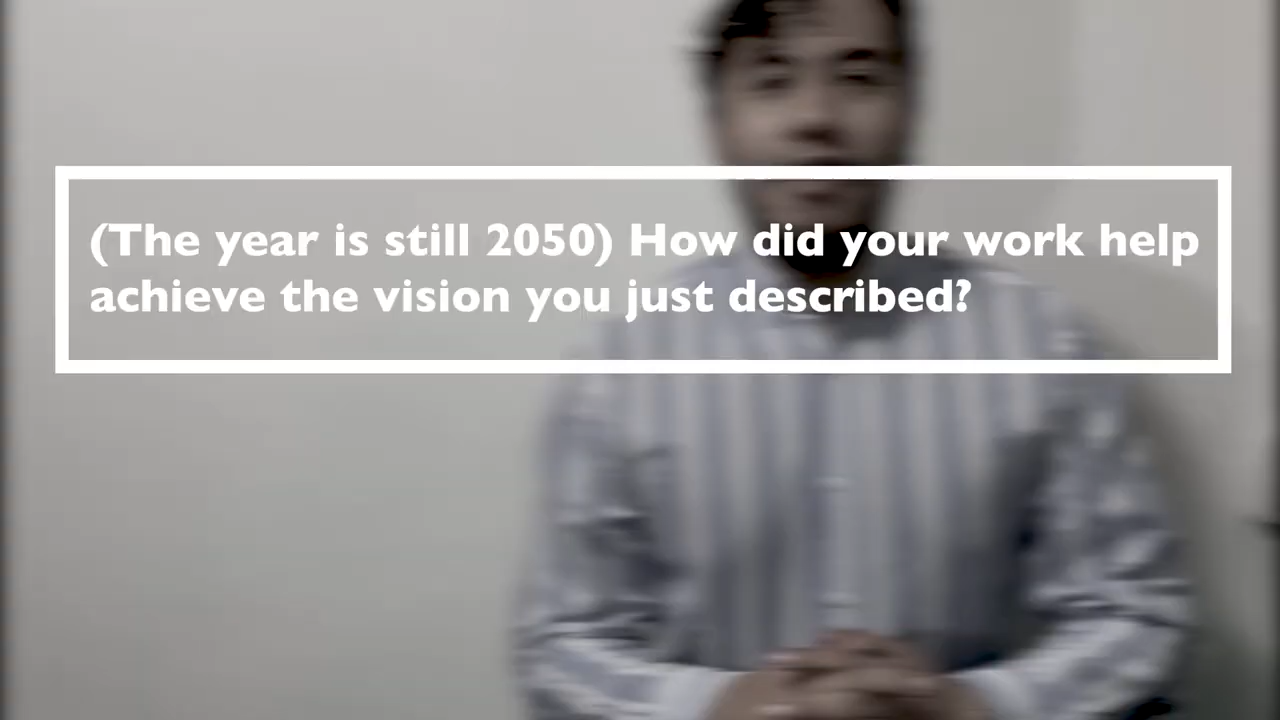 (The year is still 2050) How did your work help
achieve the vision you just described?